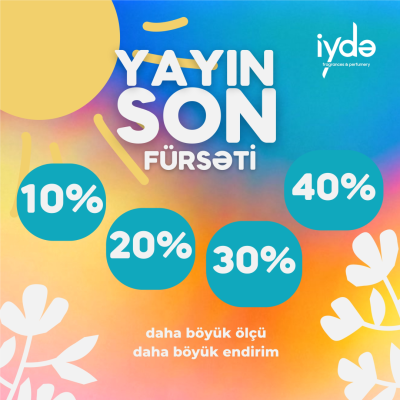 iydə
fragrances & perfumery
YAYIN
SON
FÜRSƏTİ
10%
20%
30%
40%
daha böyük ölçü
daha böyük endirim